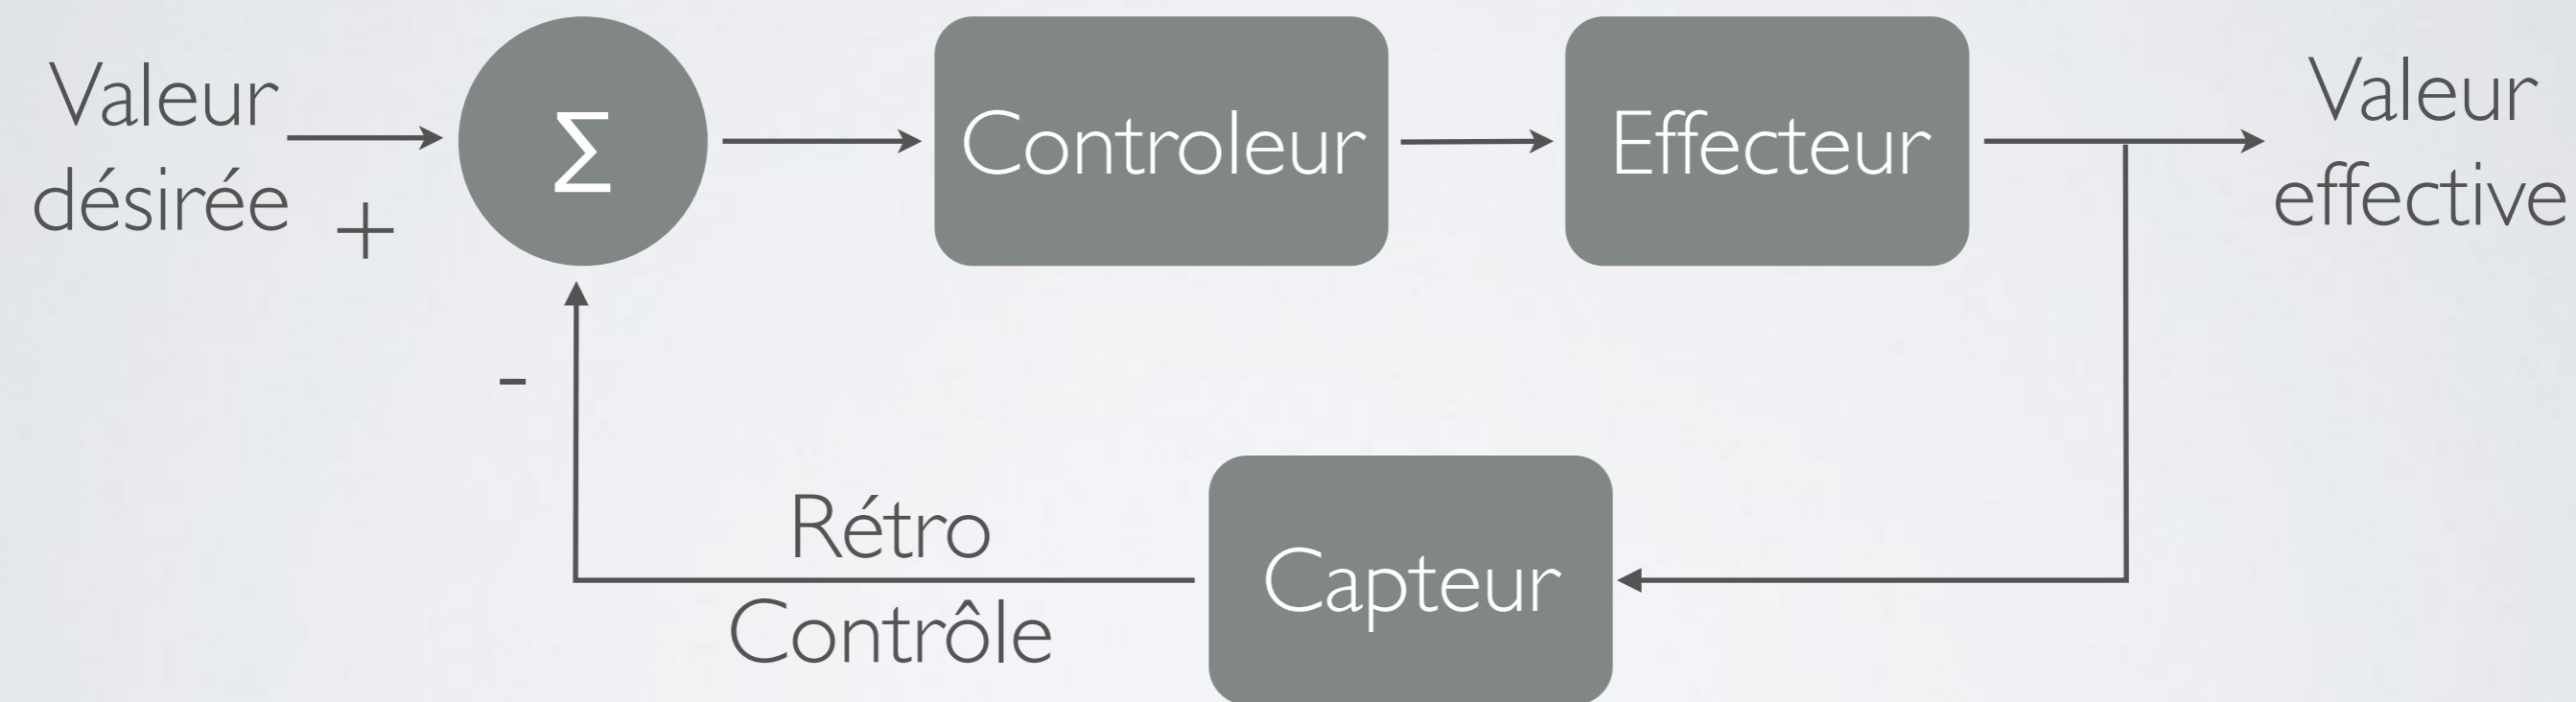 Valeur
désirée
+
Σ
Controleur
Effecteur
Valeur
effective
-
Rétro
Contrôle
Capteur